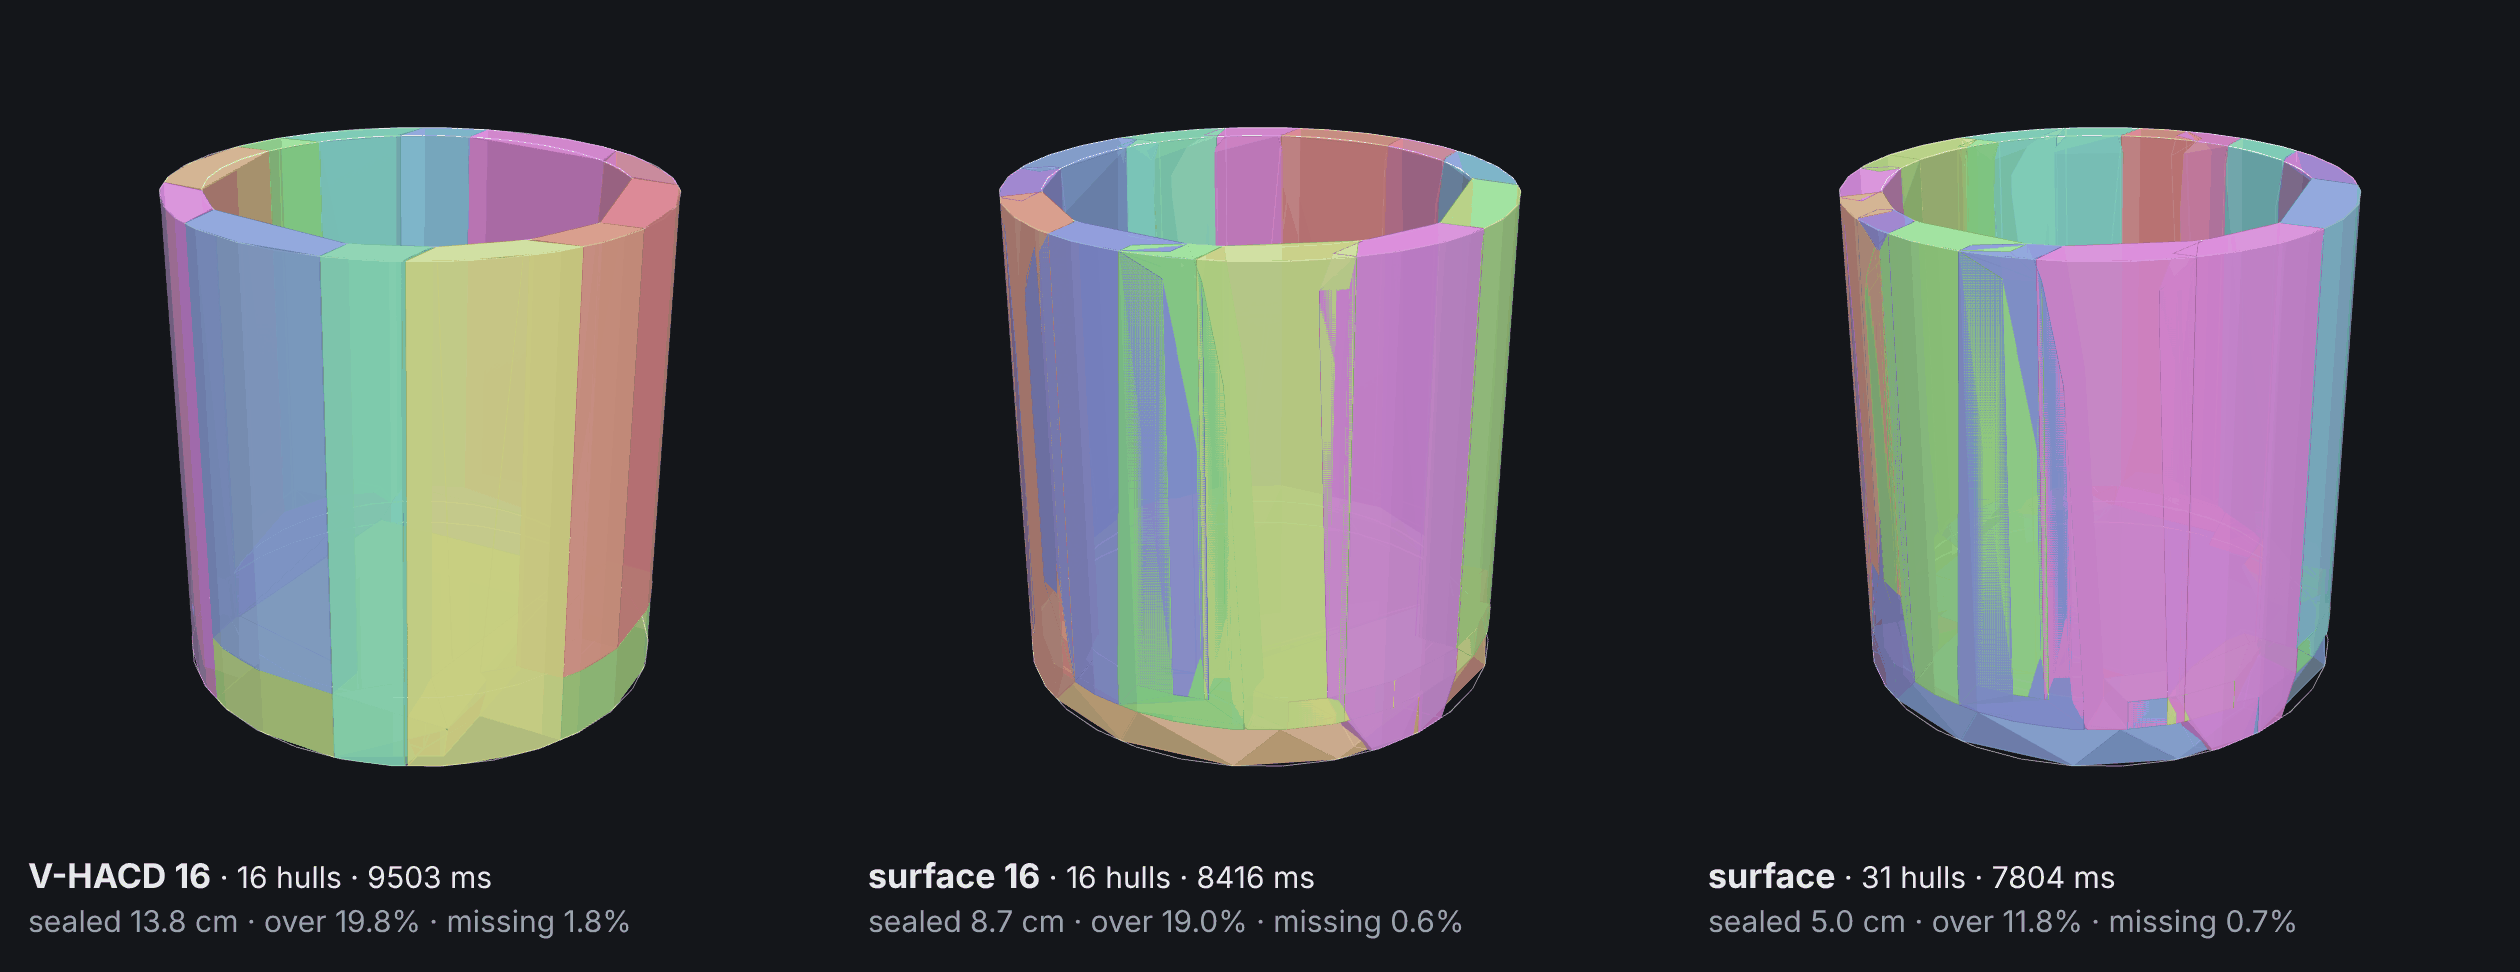 V-HACD 16 · 16 hulls · 9503 ms
sealed 13.8 cm · over 19.8% · missing 1.8%
surface 16 · 16 hulls · 8416 ms
sealed 8.7 cm · over 19.0% · missing 0.6%
surface · 31 hulls · 7804 ms
sealed 5.0 cm · over 11.8% · missing 0.7%